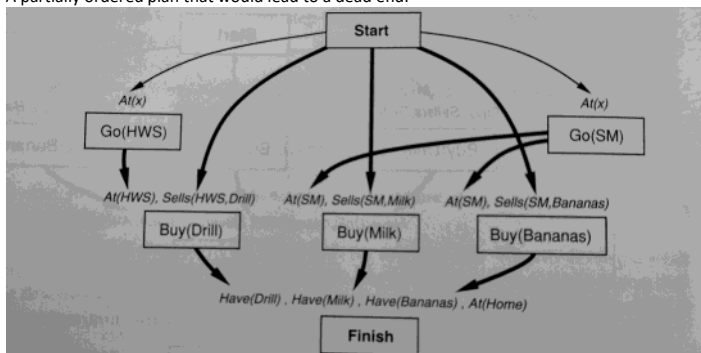 A partially ordered plan that would lead to a dead end.
Start
At(x)
At(x)
Go(HWS)
Go(SM)
At(HWS), Sells(HWS,Drill)
At(SM), Sells(SM,Milk)
At(SM), Sells(SM,Bananas)
Buy(Drill)
Buy(Milk)
Buy(Bananas)
Have(Drill) , Have(Milk) , Have(Bananas) , At(Home)
Finish